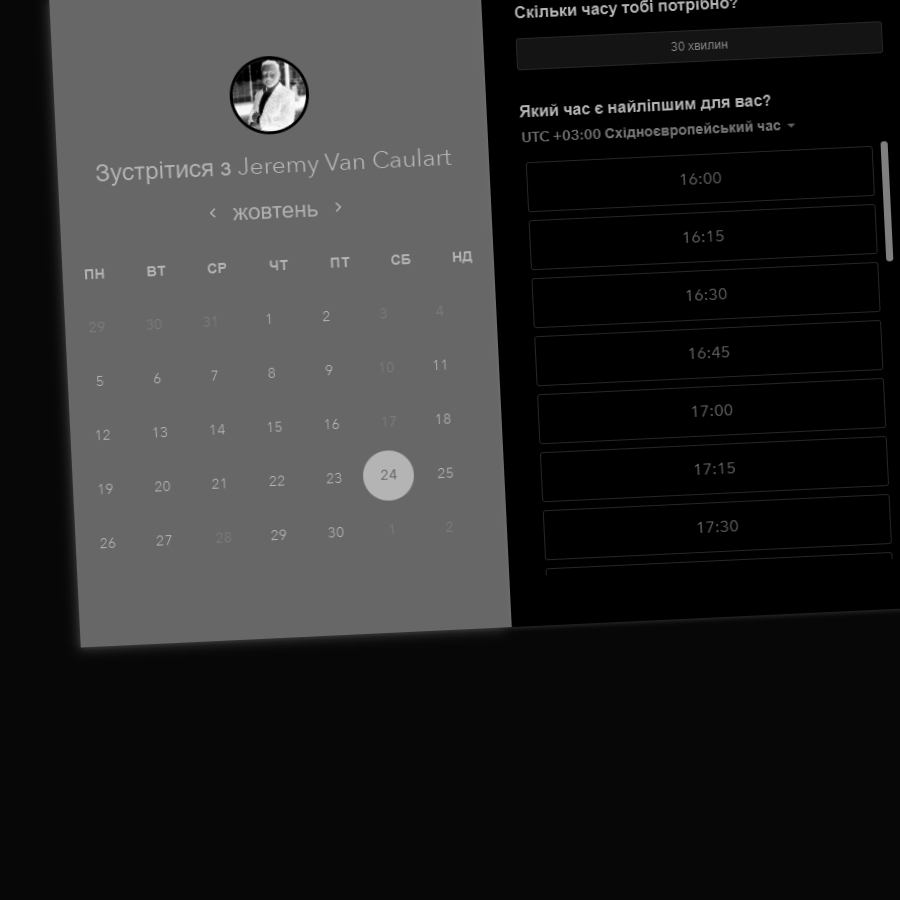 Зустрітися з Jeremy Van Caulart
‹ жовтень ›
ПН ВТ СР ЧТ ПТ СБ НД
29 30 31 1 2 3 4
5 6 7 8 9 10 11
12 13 14 15 16 17 18
19 20 21 22 23 24 25
26 27 28 29 30 1 2
Скільки часу тобі потрібно?
30 хвилин
Який час є найліпшим для вас?
UTC +03:00 Східноєвропейський час
16:00
16:15
16:30
16:45
17:00
17:15
17:30